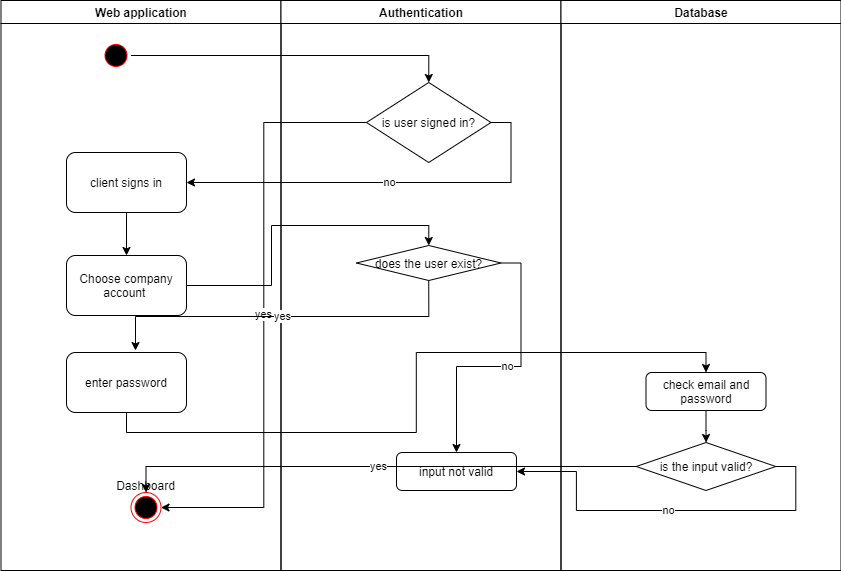 Web application
Authentication
Database
is user signed in?
client signs in
no
Choose company
account
does the user exist?
yes
yes
enter password
no
check email and
password
yes
input not valid
is the input valid?
Dashboard
no